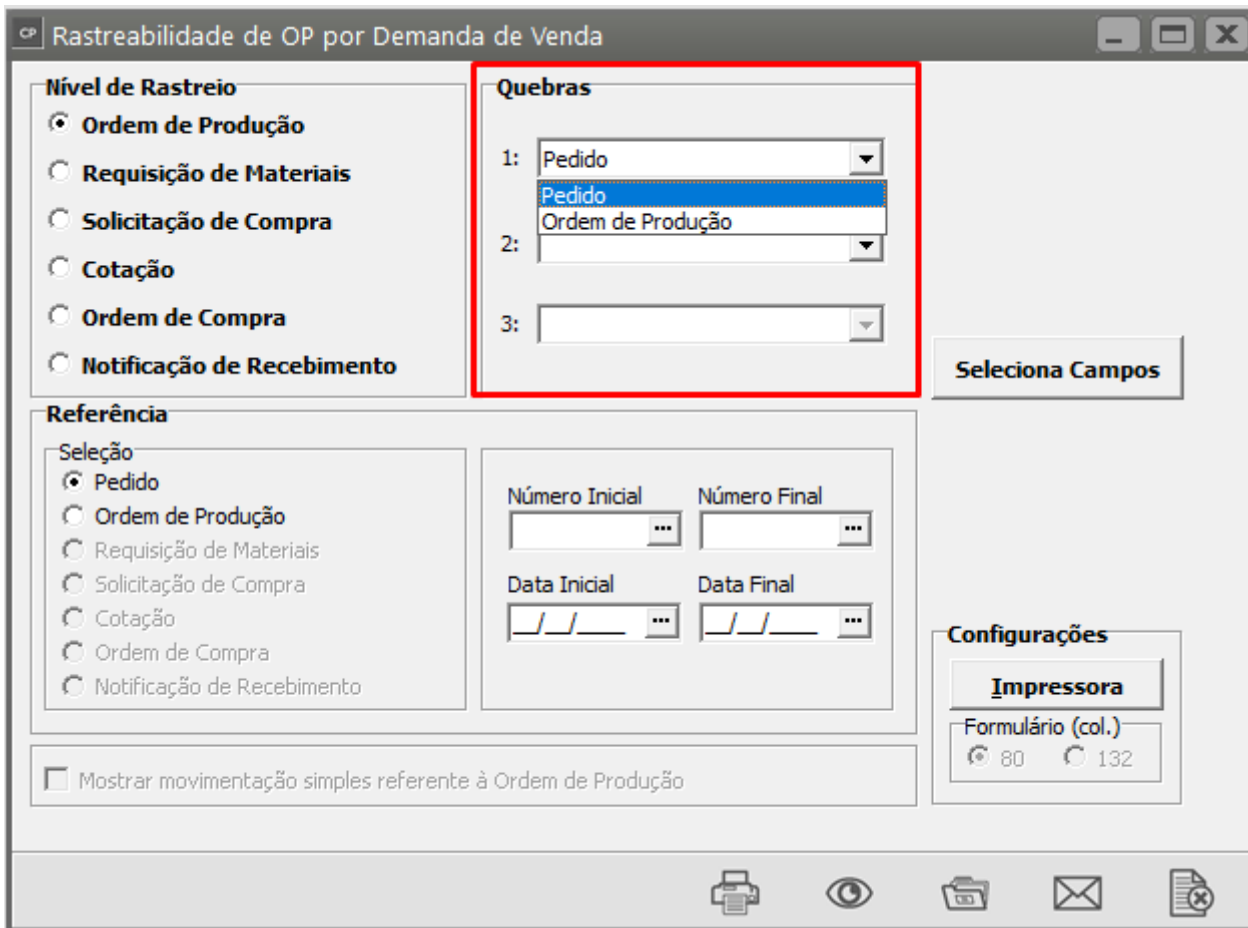 CP Rastreabilidade de OP por Demanda de Venda
Nível de Rastreio
Ordem de Produção
Requisição de Materiais
Solicitação de Compra
Cotação
Ordem de Compra
Notificação de Recebimento
Quebras
1: Pedido
Pedido
Ordem de Produção
2:
3:
Seleciona Campos
Referência
Seleção
Pedido
Ordem de Produção
Requisição de Materiais
Solicitação de Compra
Cotação
Ordem de Compra
Notificação de Recebimento
Número Inicial Número Final
... ...
Data Inicial Data Final
__/__/____ ... __/__/____ ...
Configurações
Impressora
Formulário (col.)
80 132
Mostrar movimentação simples referente à Ordem de Produção